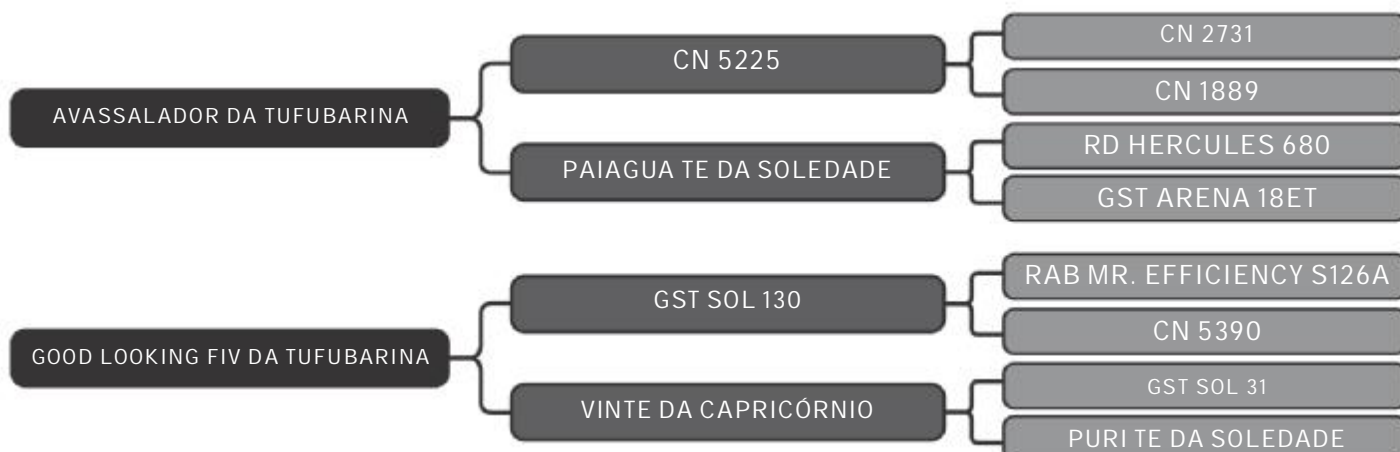 CN 2731
CN 5225
CN 1889
AVASSALADOR DA TUFUBARINA
RD HERCULES 680
PAIAGUA TE DA SOLEDADE
GST ARENA 18ET
RAB MR. EFFICIENCY S126A
GST SOL 130
CN 5390
GOOD LOOKING FIV DA TUFUBARINA
GST SOL 31
VINTE DA CAPRICÓRNIO
PURI TE DA SOLEDADE